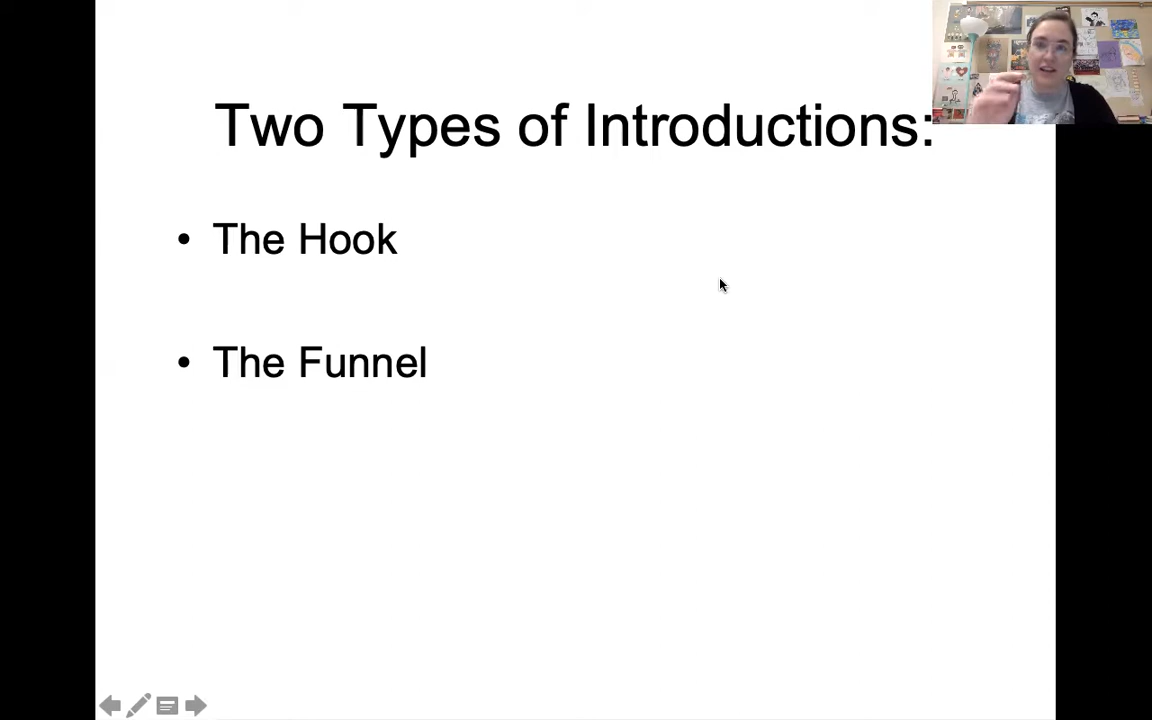 Two Types of Introductions:
• The Hook
• The Funnel